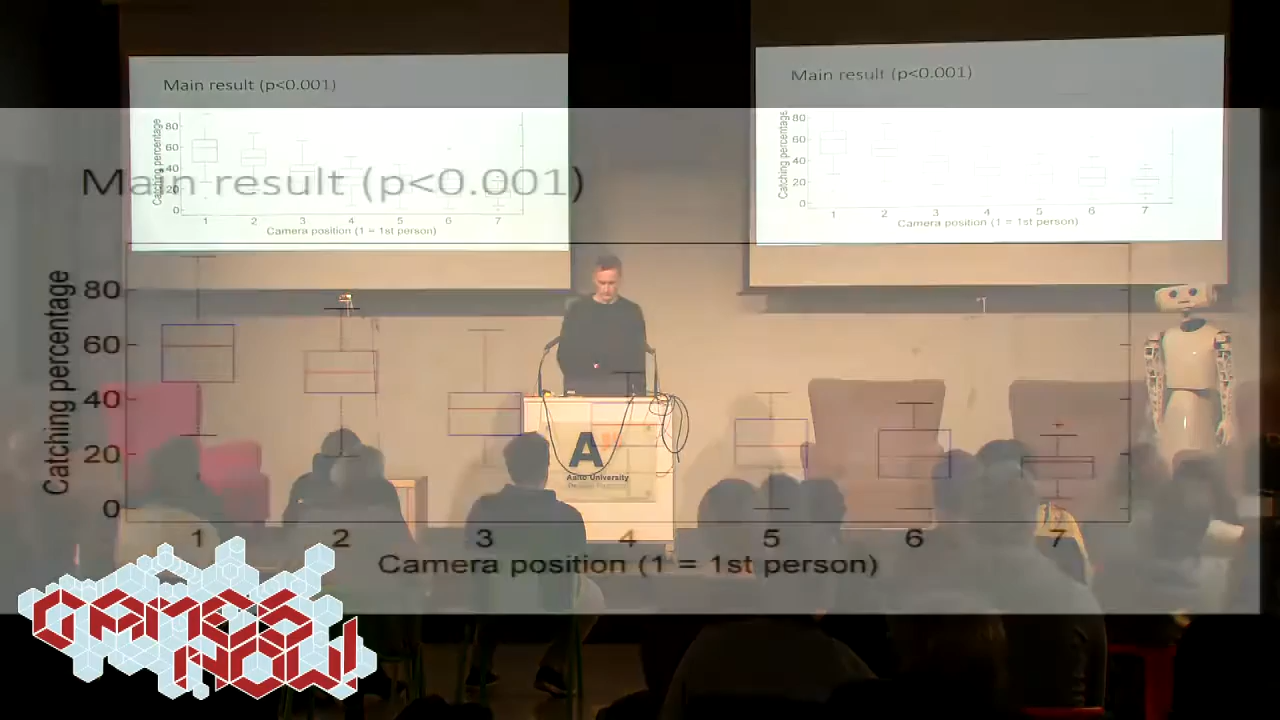 Main result (p<0.001)
Catching percentage
80
60
40
20
0
1 2 3 4 5 6 7
Camera position (1 = 1st person)
Main result (p<0.001)
Catching percentage
80
60
40
20
0
1 2 3 4 5 6 7
Camera position (1 = 1st person)
Main result (p<0.001)
Catching percentage
80
60
40
20
0
1 2 3 4 5 6 7
Camera position (1 = 1st person)
A
Aalto University
GAMES
NOW!